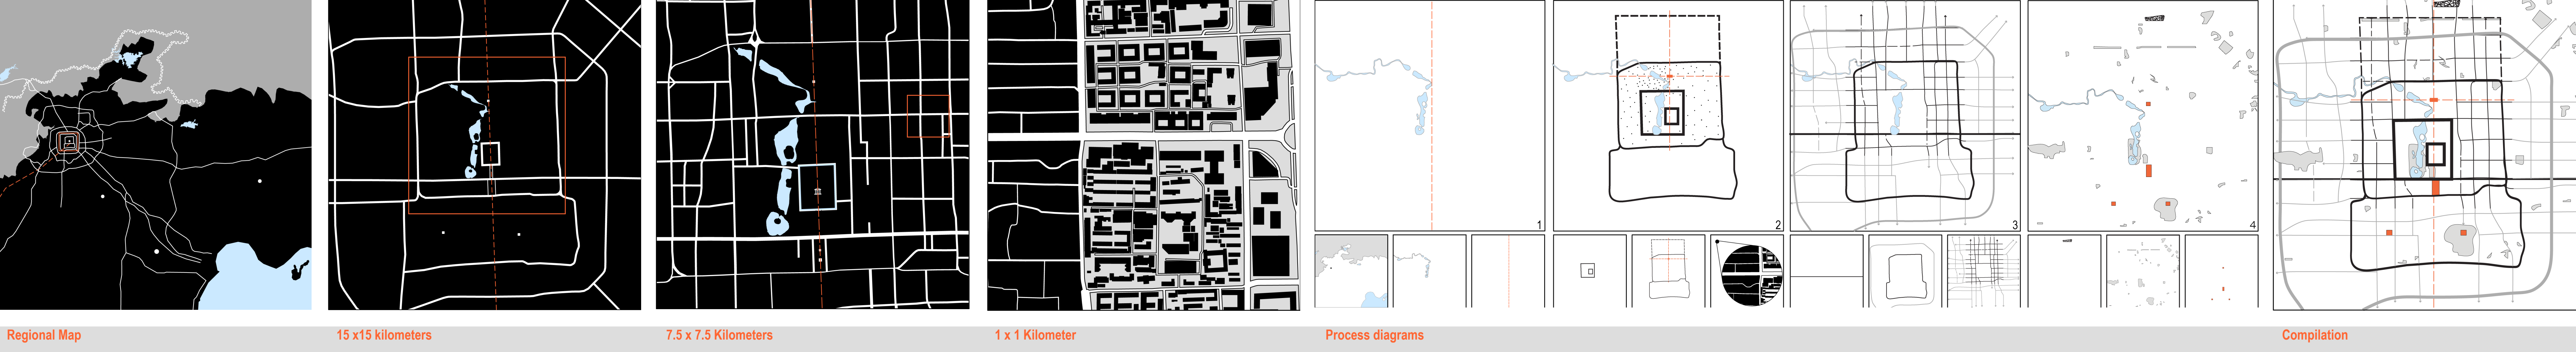 1
2
3
4
Regional Map
15 x15 kilometers
7.5 x 7.5 Kilometers
1 x 1 Kilometer
Process diagrams
Compilation